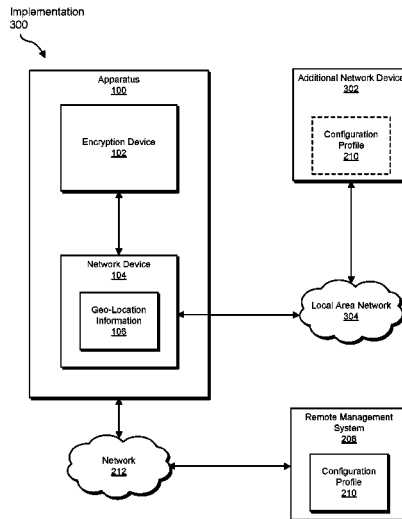 Implementation
300
Apparatus
100
Encryption Device
102
Network Device
104
Geo-Location
Information
106
Additional Network Device
302
Configuration
Profile
210
Local Area Network
304
Network
212
Remote Management
System
208
Configuration
Profile
210